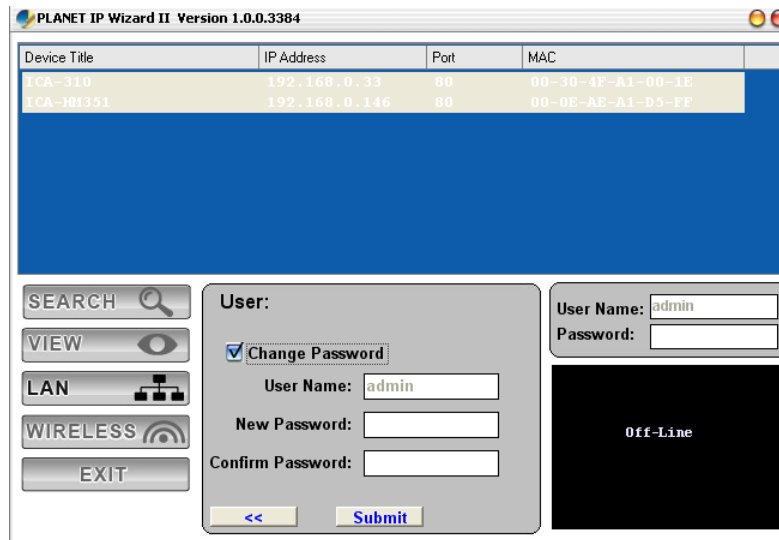 PLANET IP Wizard II Version 1.0.0.3384
Device Title IP Address Port MAC
ICA-310 192.168.0.33 80 00-30-4F-A1-00-1E
ICA-HM351 192.168.0.146 80 00-0E-AE-A1-D5-FF
SEARCH
VIEW
LAN
WIRELESS
EXIT
User:
Change Password
User Name: admin
New Password:
Confirm Password:
<<
Submit
User Name: admin
Password:
Off-Line